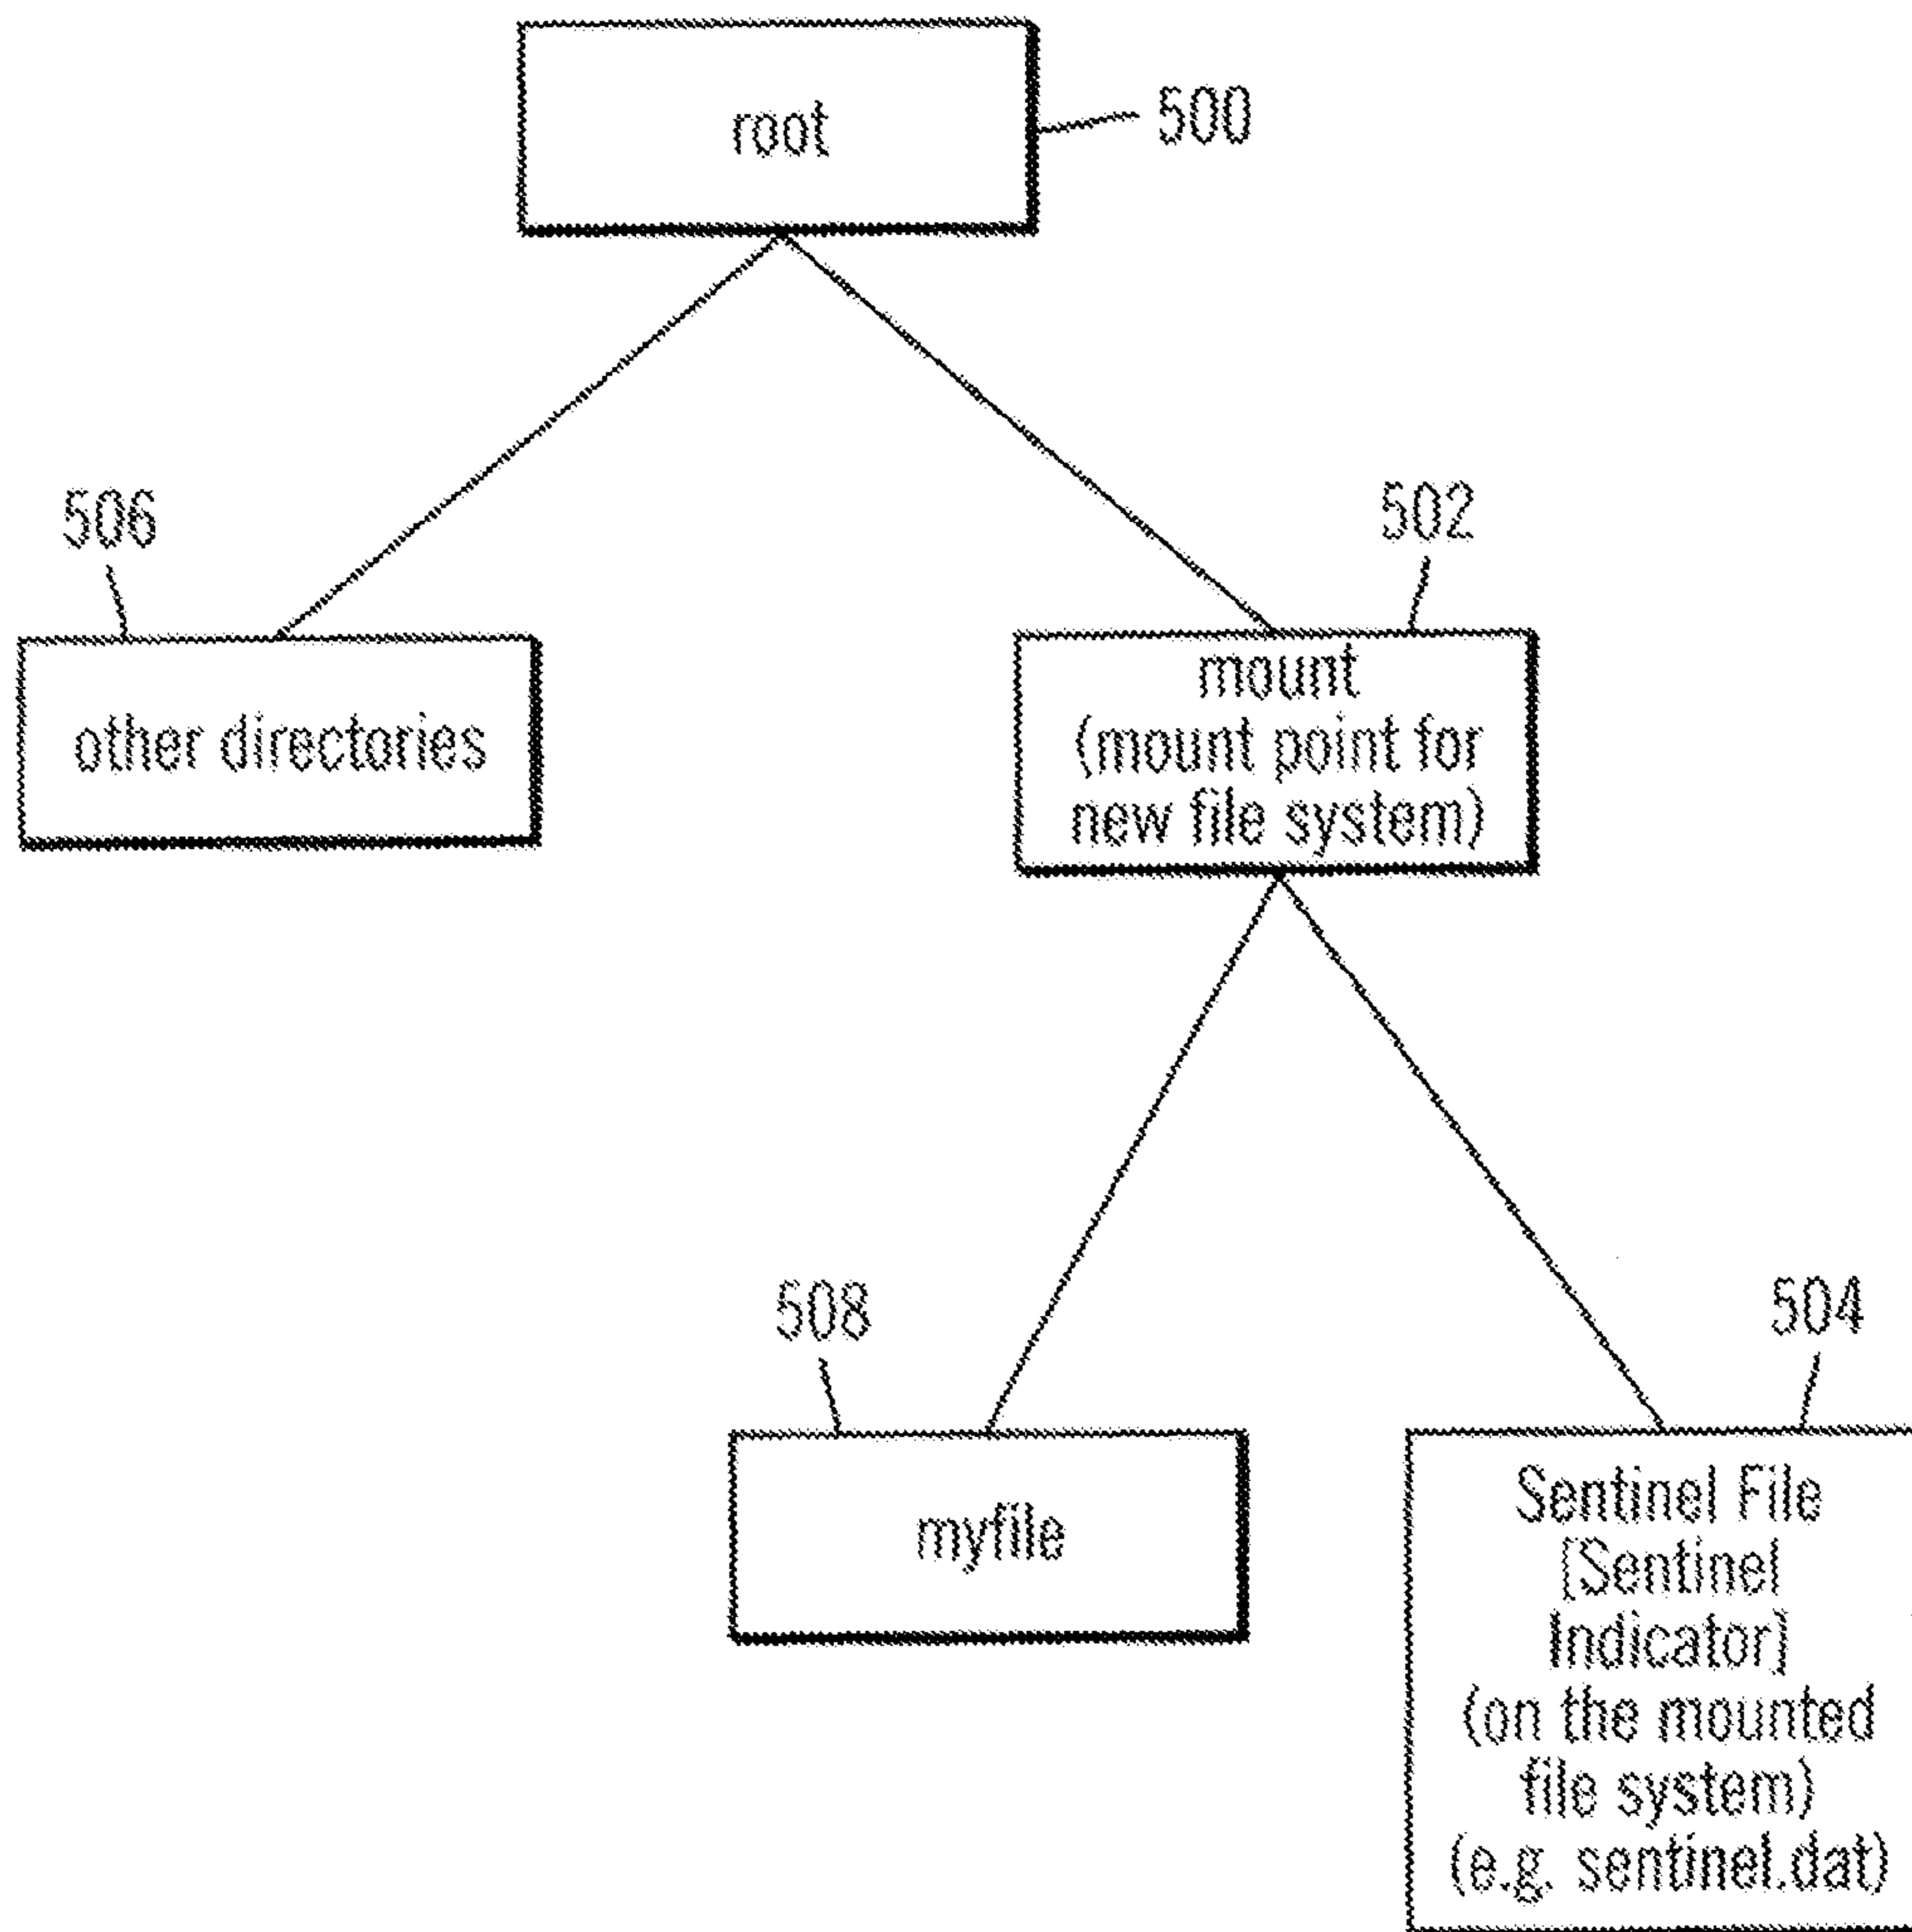 root
500
506
502
other directories
mount
(mount point for
new file system)
508
504
myfile
Sentinel File
[Sentinel
Indicator]
(on the mounted
file system)
(e.g. sentinel.dat)